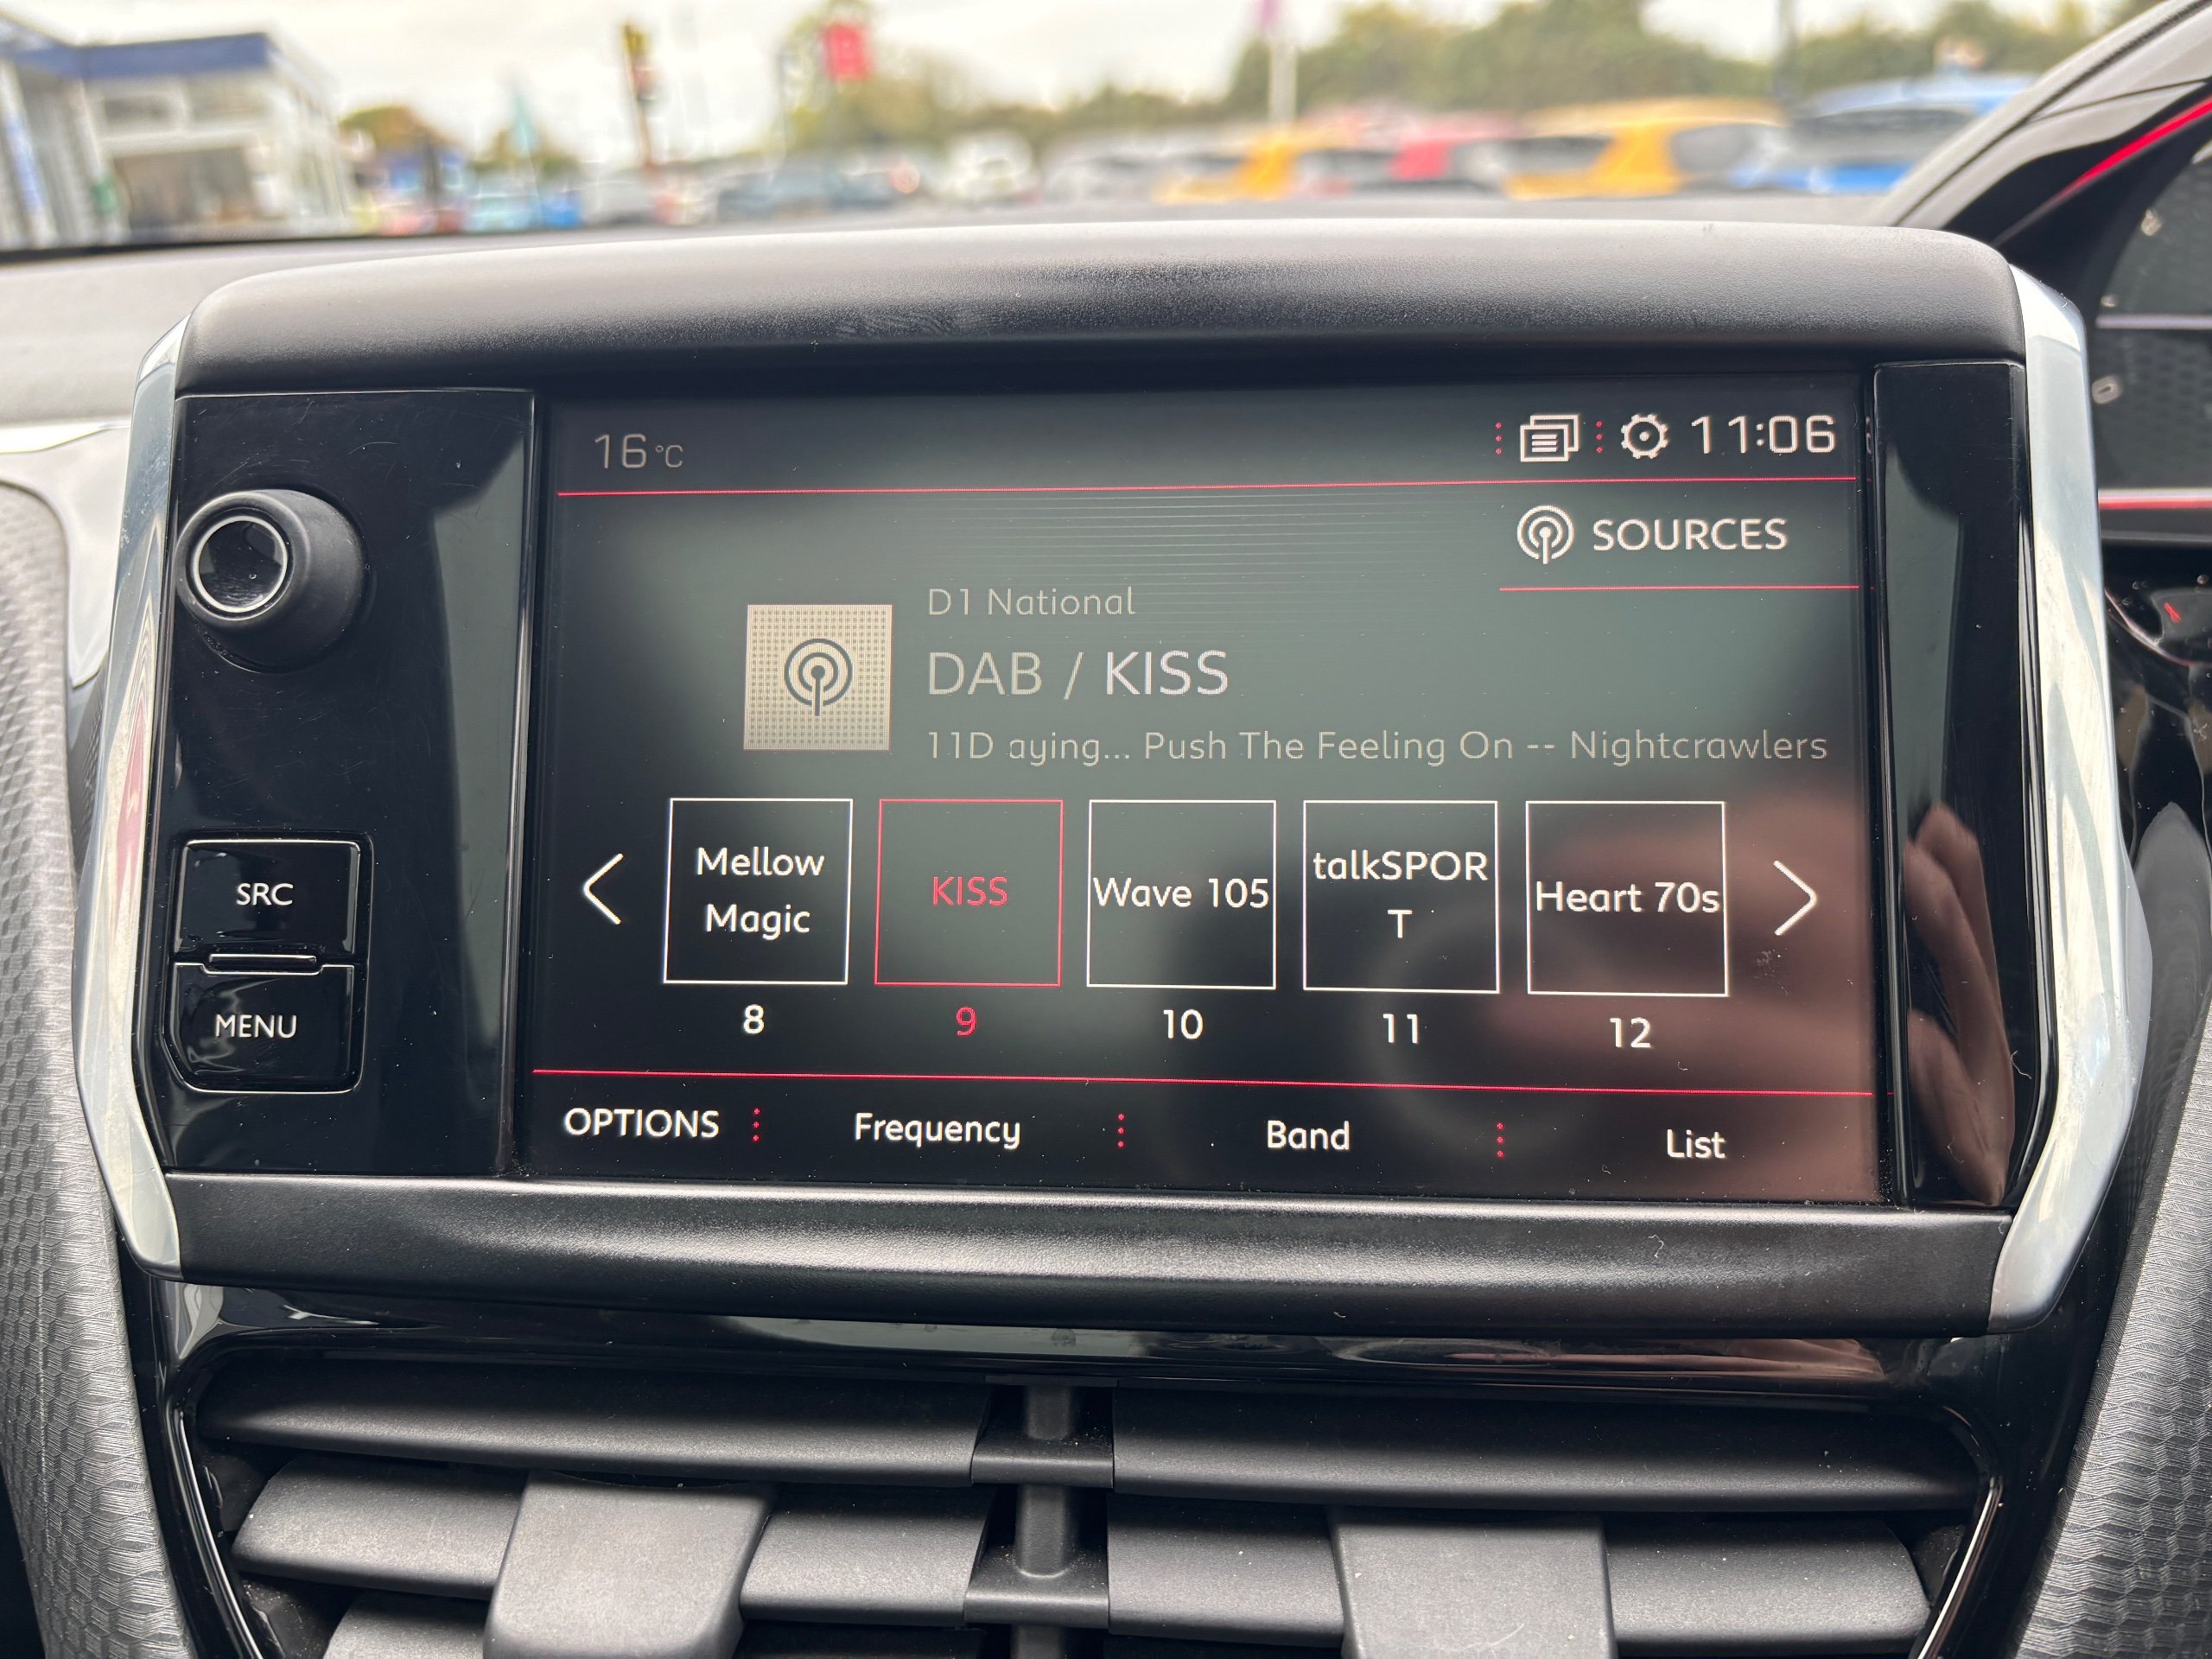 16°C
11:06
SOURCES
D1 National
DAB / KISS
11D aying... Push The Feeling On -- Nightcrawlers
SRC
MENU
Mellow
Magic
KISS
Wave 105
talkSPOR
T
Heart 70s
8
9
10
11
12
OPTIONS
Frequency
Band
List